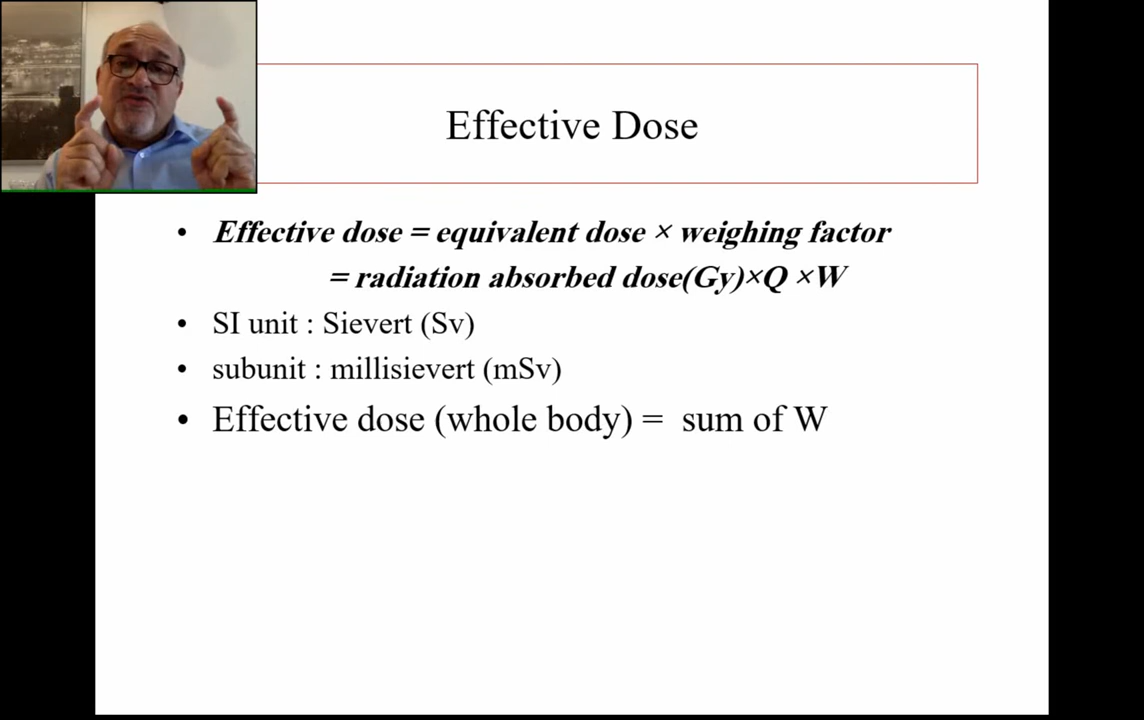 Effective Dose
• Effective dose = equivalent dose × weighing factor
= radiation absorbed dose(Gy)×Q ×W
• SI unit : Sievert (Sv)
• subunit : millisievert (mSv)
• Effective dose (whole body) = sum of W